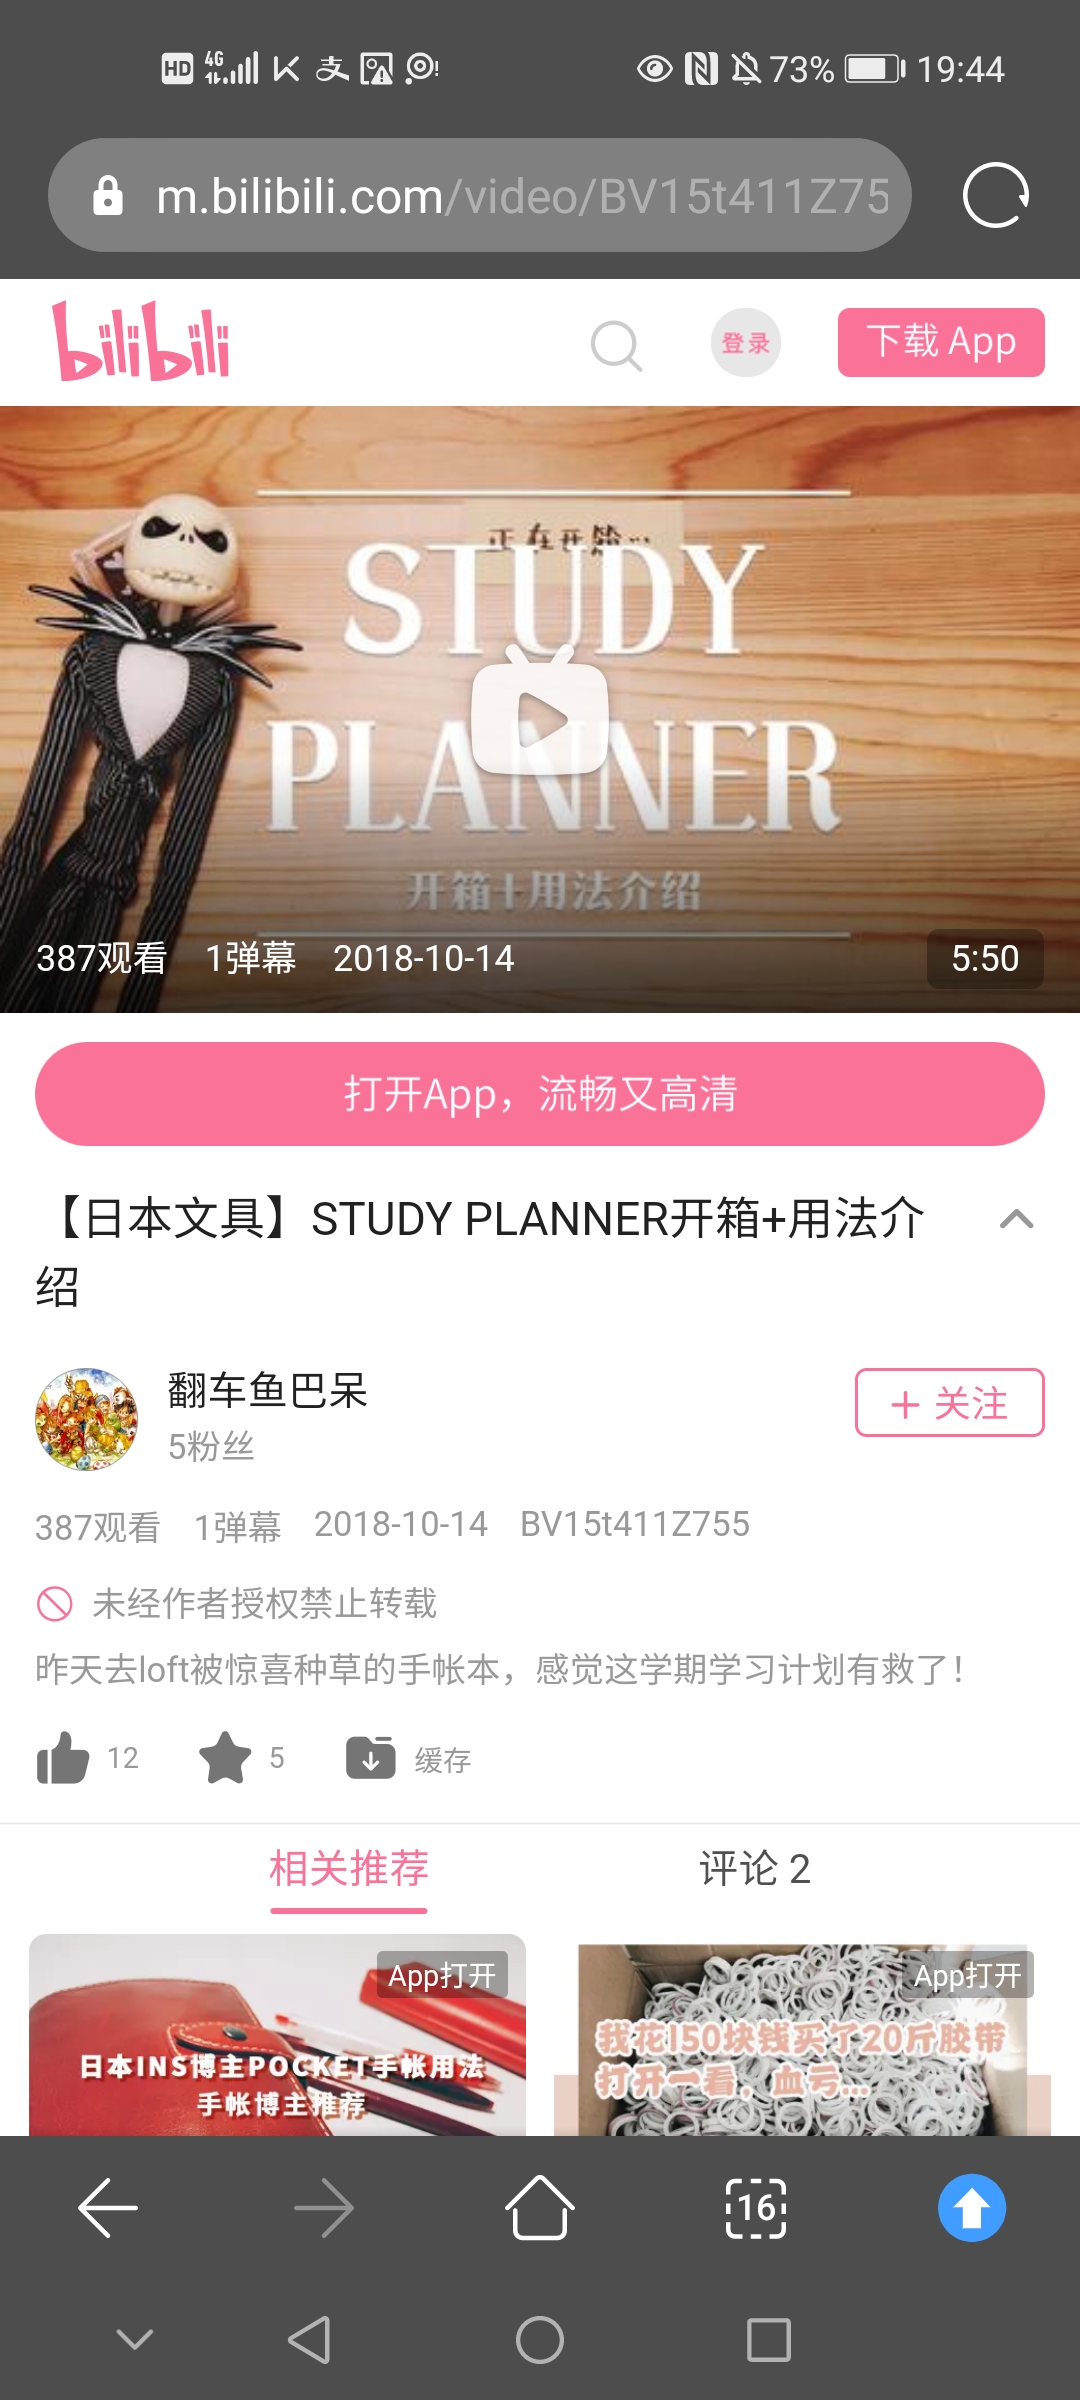 HD 4G 73% 19:44
m.bilibili.com/video/BV15t411Z75
bilibili 登录 下载 App
正在开箱…
STUDY
PLANNER
开箱+用法介绍
387观看 1弹幕 2018-10-14 5:50
打开App，流畅又高清
【日本文具】STUDY PLANNER开箱+用法介
绍
翻车鱼巴呆
5粉丝
+ 关注
387观看 1弹幕 2018-10-14 BV15t411Z755
未经作者授权禁止转载
昨天去loft被惊喜种草的手帐本，感觉这学期学习计划有救了！
12 5 缓存
相关推荐 评论 2
App打开
日本INS博主POCKET手帐用法
手帐博主推荐
App打开
我花150块钱买了20斤胶带
打开一看，血亏...
16